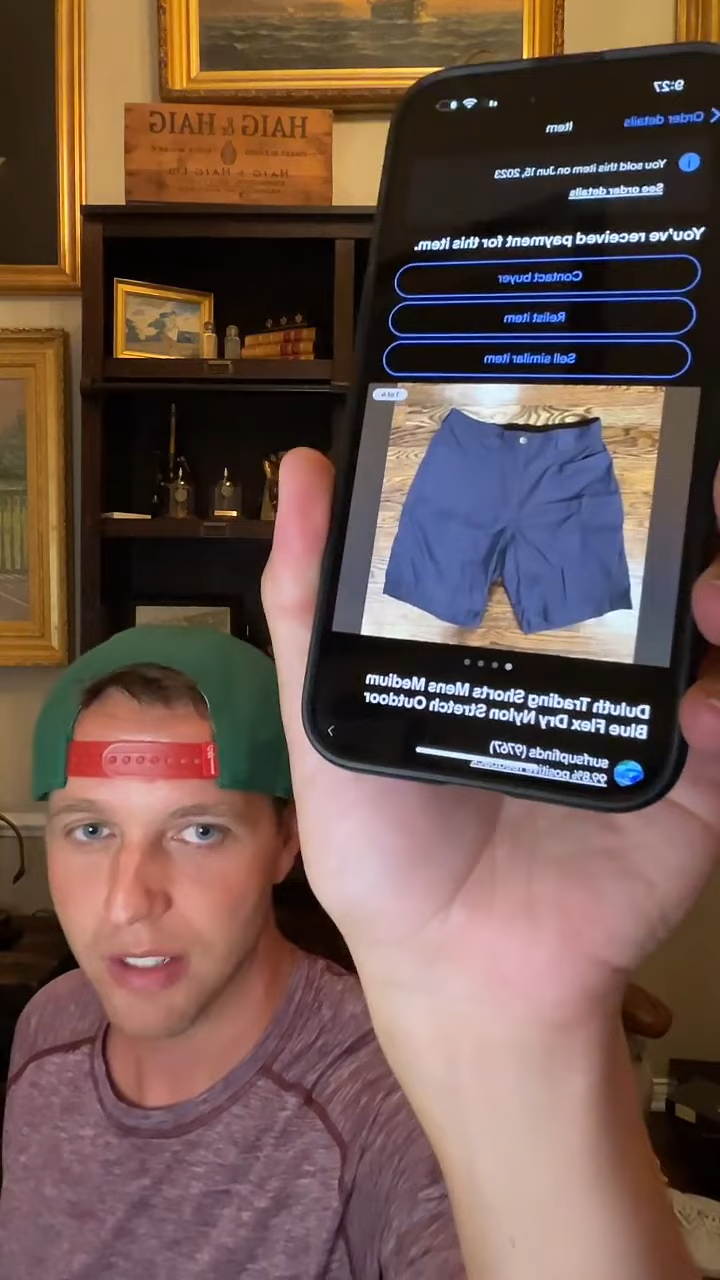 HAIG & HAIG
9:27
Order details
Item
You sold this item on Jun 15, 2023
See order details
You've received payment for this item.
Contact buyer
Relist item
Sell similar item
1 of 4
Duluth Trading Shorts Mens Medium
Blue Flex Dry Nylon Stretch Outdoor
surfsupfinds (9767)
99.8% positive feedback